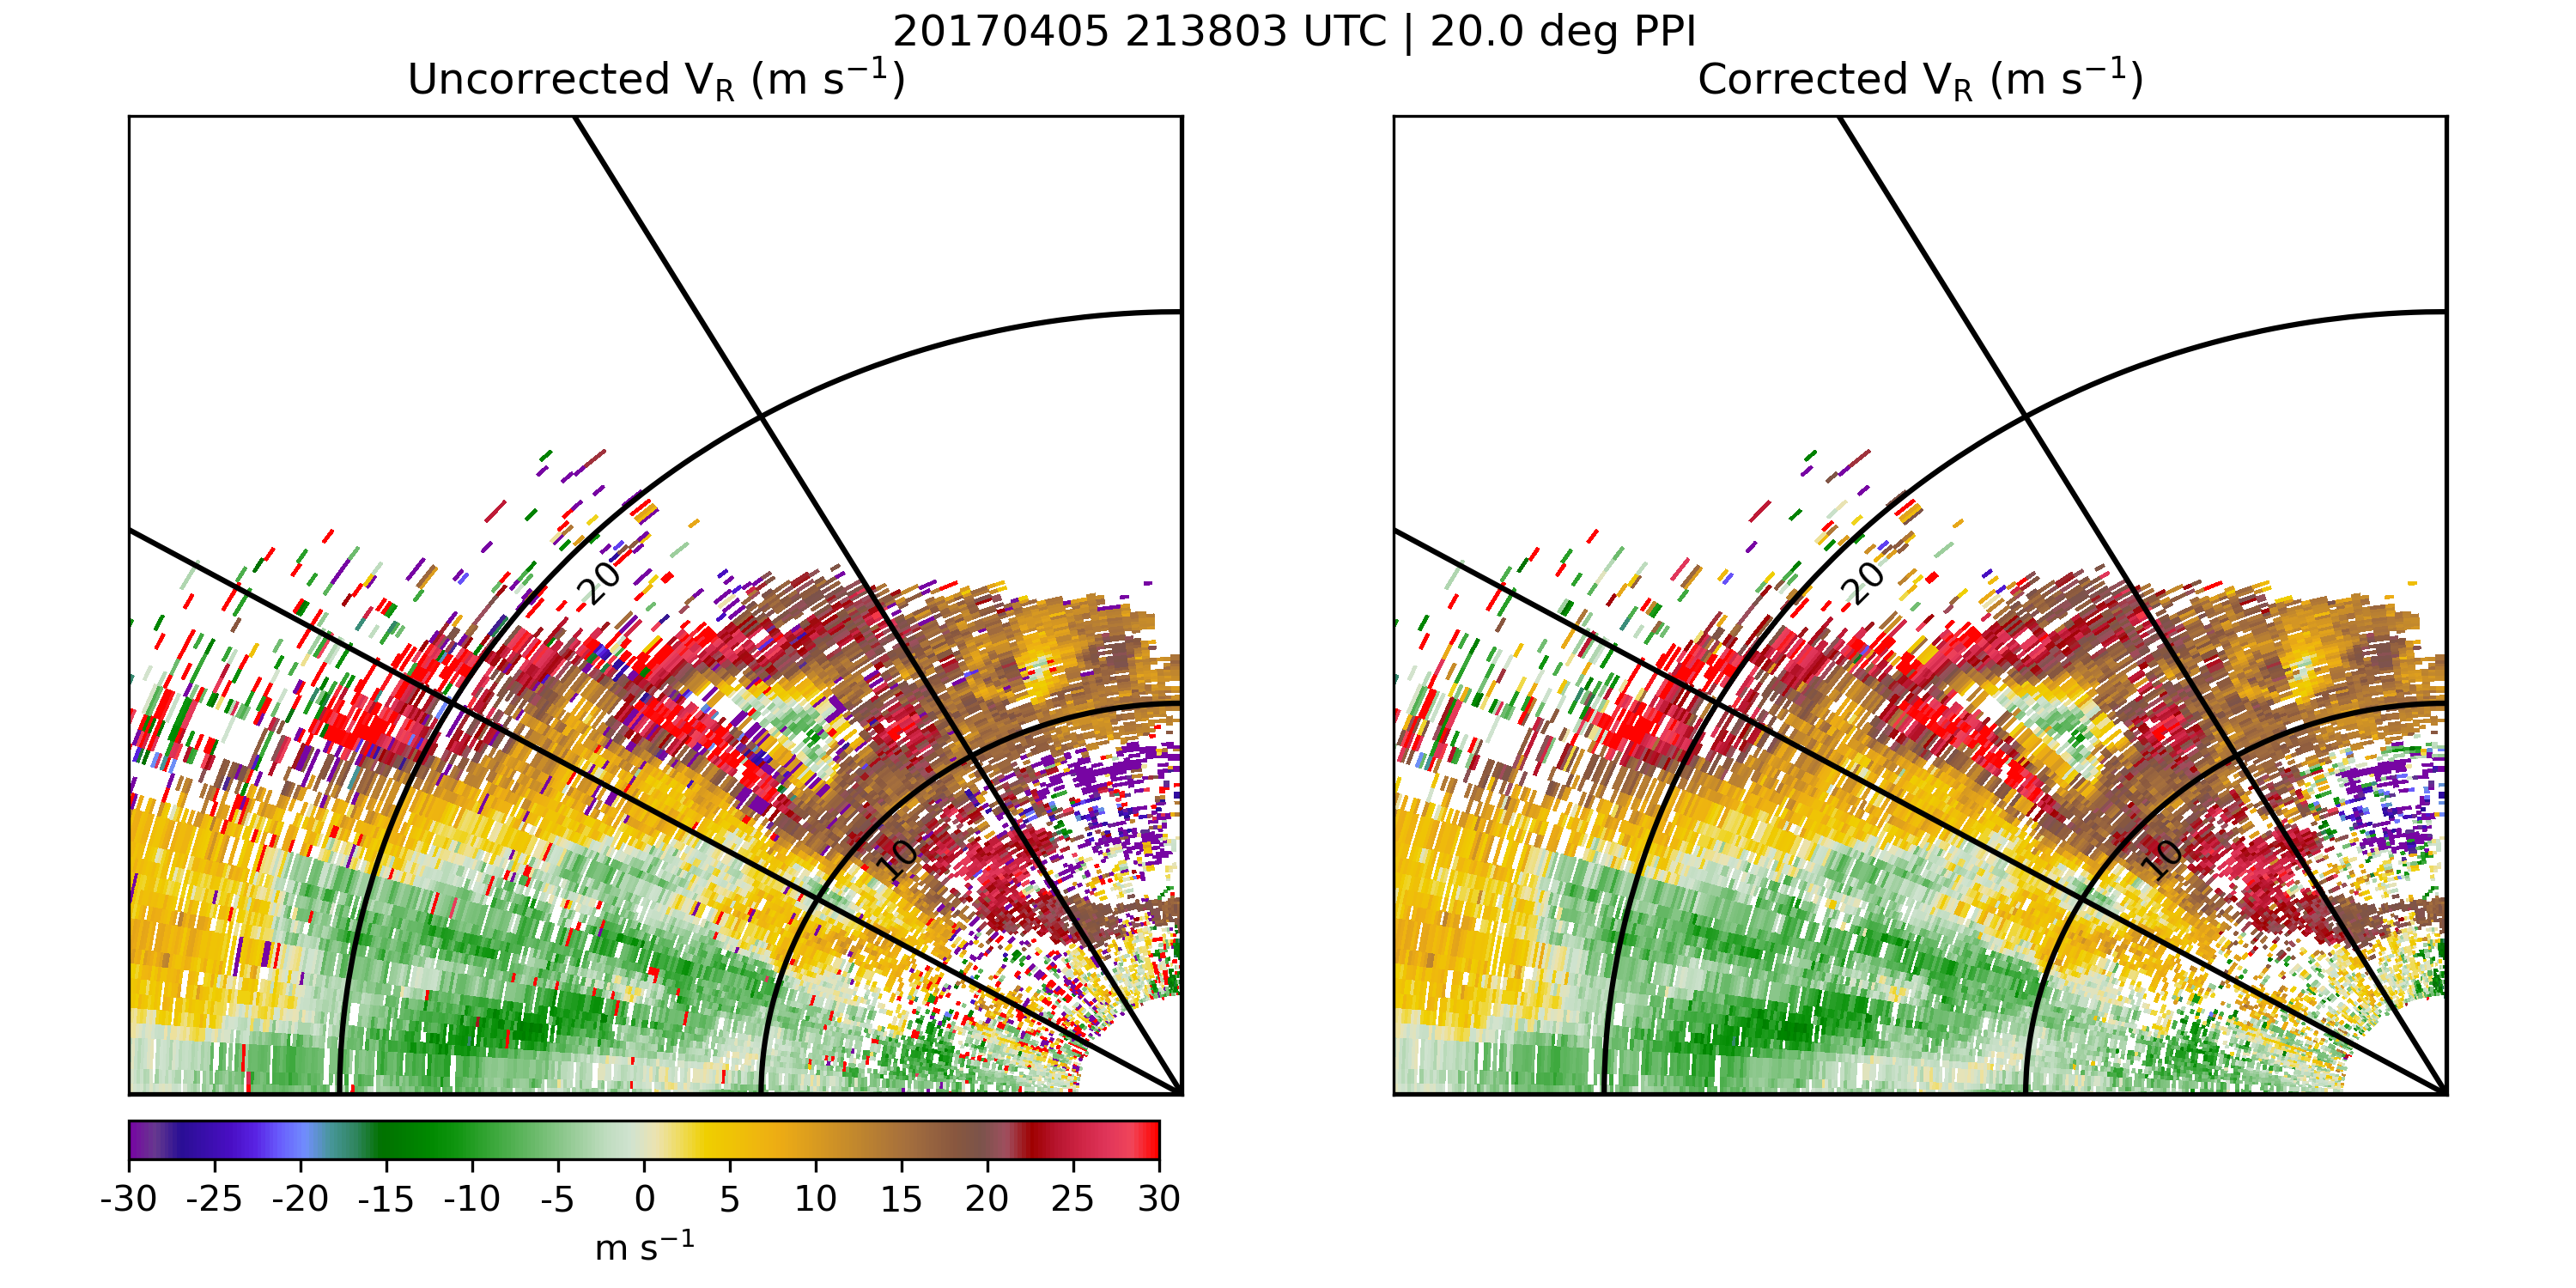 20170405 213803 UTC | 20.0 deg PPI
Uncorrected V_R (m s⁻¹)
Corrected V_R (m s⁻¹)
20
10
20
10
-30 -25 -20 -15 -10 -5 0 5 10 15 20 25 30
m s⁻¹